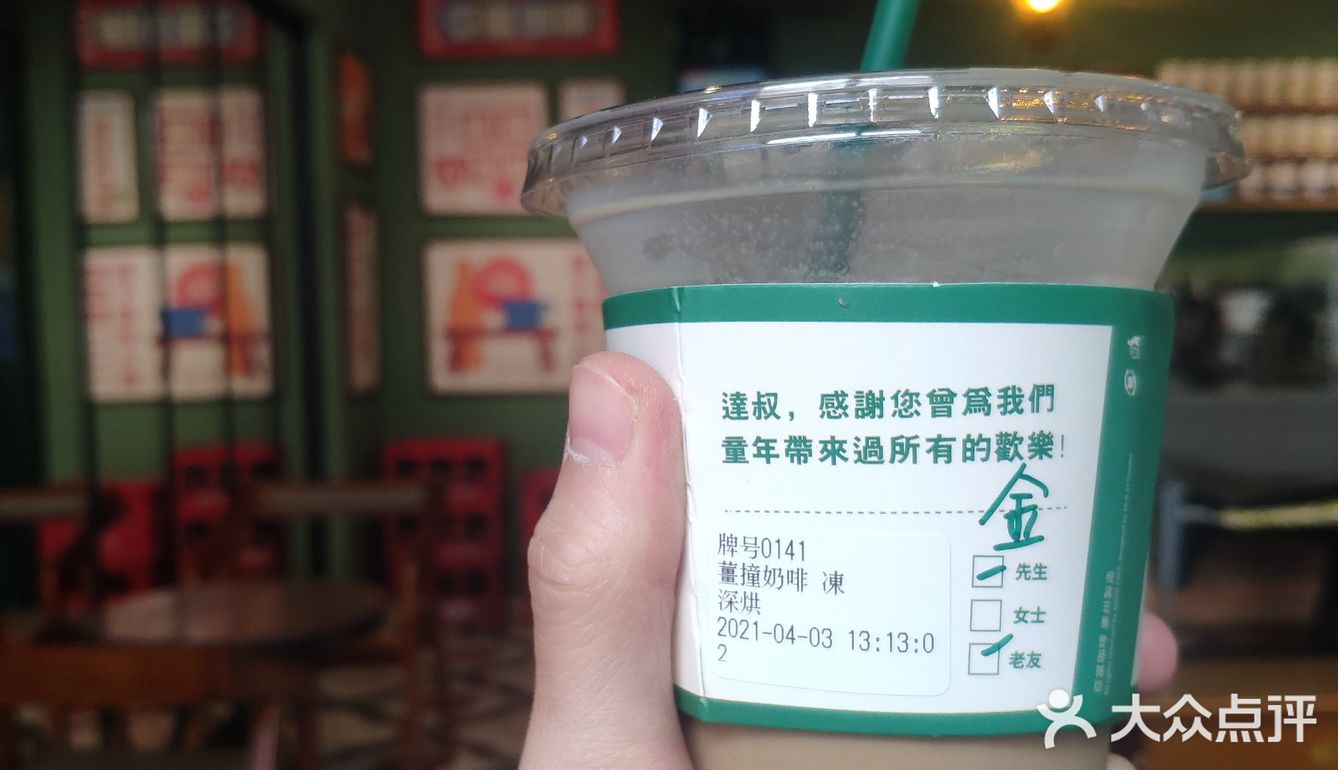 達叔，感謝您曾爲我們
童年帶來過所有的歡樂！
金
牌号0141
薑撞奶啡 凍
深烘
2021-04-03 13:13:0
2
先生
女士
老友
大众点评